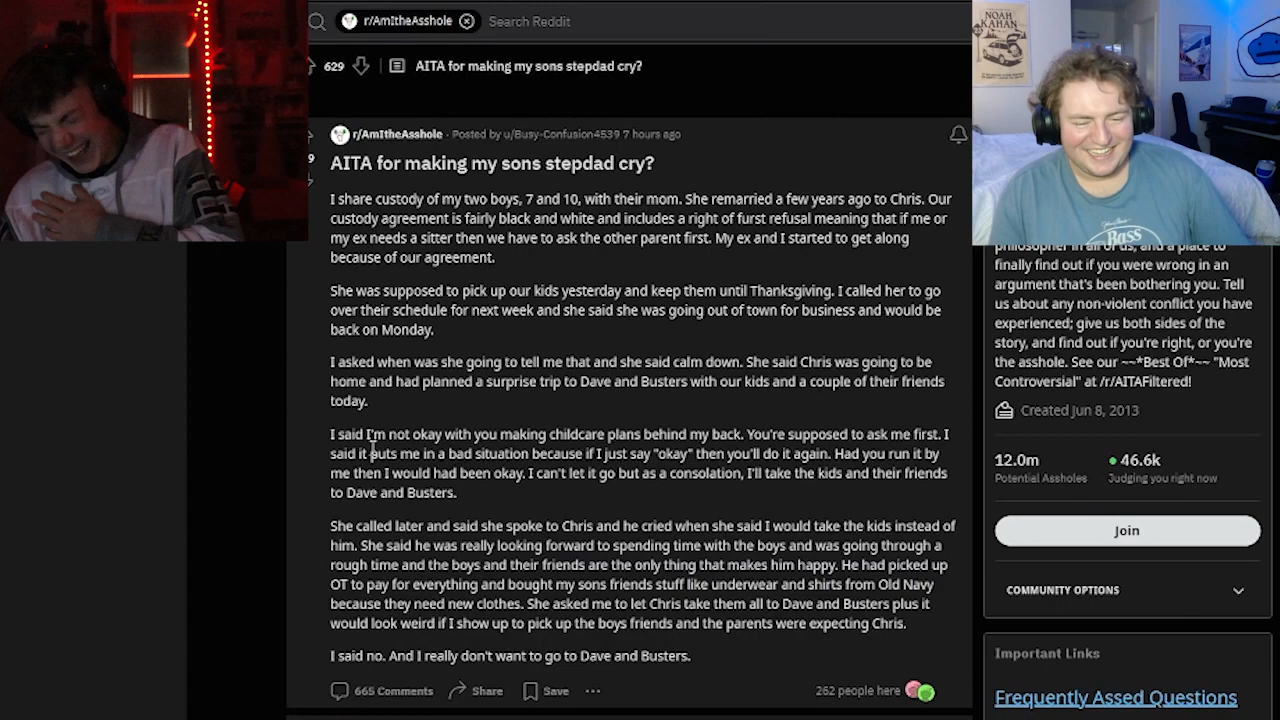 r/AmItheAsshole
Search Reddit
629
AITA for making my sons stepdad cry?
r/AmItheAsshole · Posted by u/Busy-Confusion4539 7 hours ago
AITA for making my sons stepdad cry?
I share custody of my two boys, 7 and 10, with their mom. She remarried a few years ago to Chris. Our
custody agreement is fairly black and white and includes a right of furst refusal meaning that if me or
my ex needs a sitter then we have to ask the other parent first. My ex and I started to get along
because of our agreement.
She was supposed to pick up our kids yesterday and keep them until Thanksgiving. I called her to go
over their schedule for next week and she said she was going out of town for business and would be
back on Monday.
I asked when was she going to tell me that and she said calm down. She said Chris was going to be
home and had planned a surprise trip to Dave and Busters with our kids and a couple of their friends
today.
I said I'm not okay with you making childcare plans behind my back. You're supposed to ask me first. I
said it puts me in a bad situation because if I just say "okay" then you'll do it again. Had you run it by
me then I would had been okay. I can't let it go but as a consolation, I'll take the kids and their friends
to Dave and Busters.
She called later and said she spoke to Chris and he cried when she said I would take the kids instead of
him. She said he was really looking forward to spending time with the boys and was going through a
rough time and the boys and their friends are the only thing that makes him happy. He had picked up
OT to pay for everything and bought my sons friends stuff like underwear and shirts from Old Navy
because they need new clothes. She asked me to let Chris take them all to Dave and Busters plus it
would look weird if I show up to pick up the boys friends and the parents were expecting Chris.
I said no. And I really don't want to go to Dave and Busters.
665 Comments
Share
Save
262 people here
NOAH
KAHAN
Bass
philosopher in all of us, and a place to
finally find out if you were wrong in an
argument that's been bothering you. Tell
us about any non-violent conflict you have
experienced; give us both sides of the
story, and find out if you're right, or you're
the asshole. See our ~~*Best Of*~~ "Most
Controversial" at /r/AITAFiltered!
Created Jun 8, 2013
12.0m
46.6k
Potential Assholes
Judging you right now
Join
COMMUNITY OPTIONS
Important Links
Frequently Assed Questions